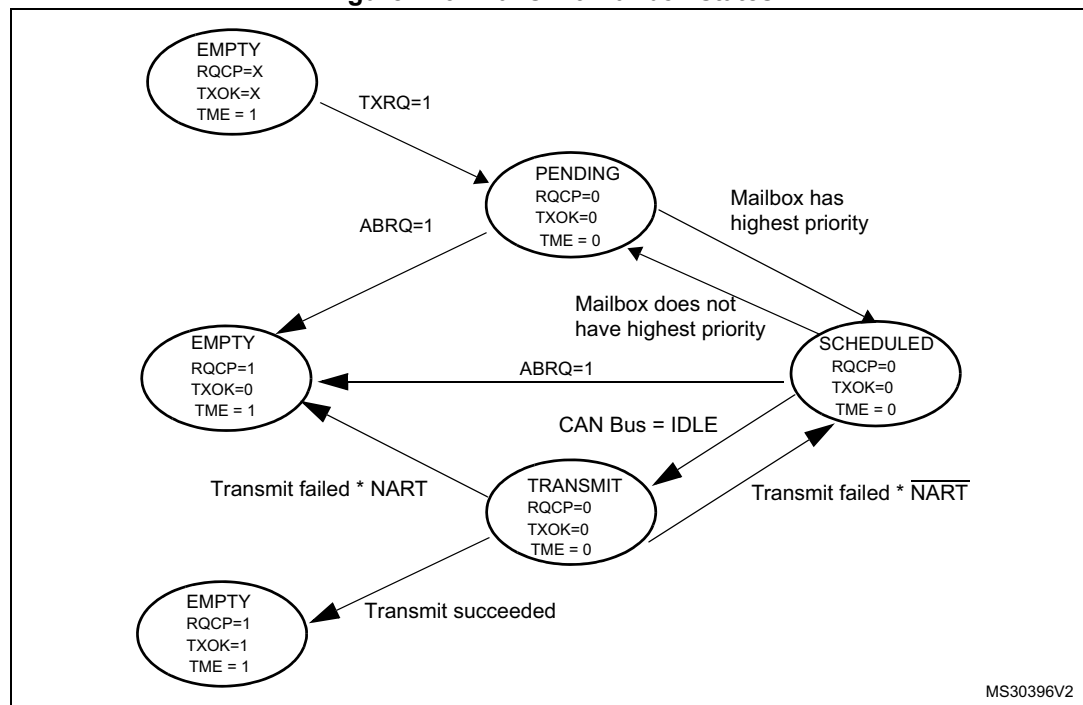 EMPTY
RQCP=X
TXOK=X
TME = 1
TXRQ=1
PENDING
RQCP=0
TXOK=0
TME = 0
Mailbox has
highest priority
ABRQ=1
Mailbox does not
have highest priority
EMPTY
RQCP=1
TXOK=0
TME = 1
ABRQ=1
SCHEDULED
RQCP=0
TXOK=0
TME = 0
CAN Bus = IDLE
Transmit failed * NART
TRANSMIT
RQCP=0
TXOK=0
TME = 0
Transmit failed * N̅A̅R̅T̅
EMPTY
RQCP=1
TXOK=1
TME = 1
Transmit succeeded
MS30396V2